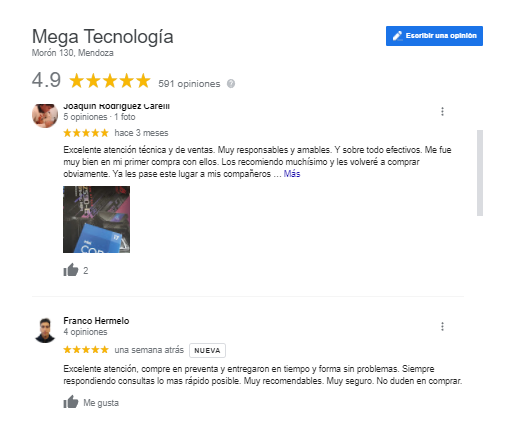 Mega Tecnología
Escribir una opinión
Morón 130, Mendoza
4.9 591 opiniones
Joaquin Rodriguez Carelli
5 opiniones · 1 foto
hace 3 meses
Excelente atención técnica y de ventas. Muy responsables y amables. Y sobre todo efectivos. Me fue
muy bien en mi primer compra con ellos. Los recomiendo muchísimo y les volveré a comprar
obviamente. Ya les pase este lugar a mis compañeros … Más
2
Franco Hermelo
4 opiniones
una semana atrás NUEVA
Excelente atención, compre en preventa y entregaron en tiempo y forma sin problemas. Siempre
respondiendo consultas lo mas rápido posible. Muy recomendables. Muy seguro. No duden en comprar.
Me gusta